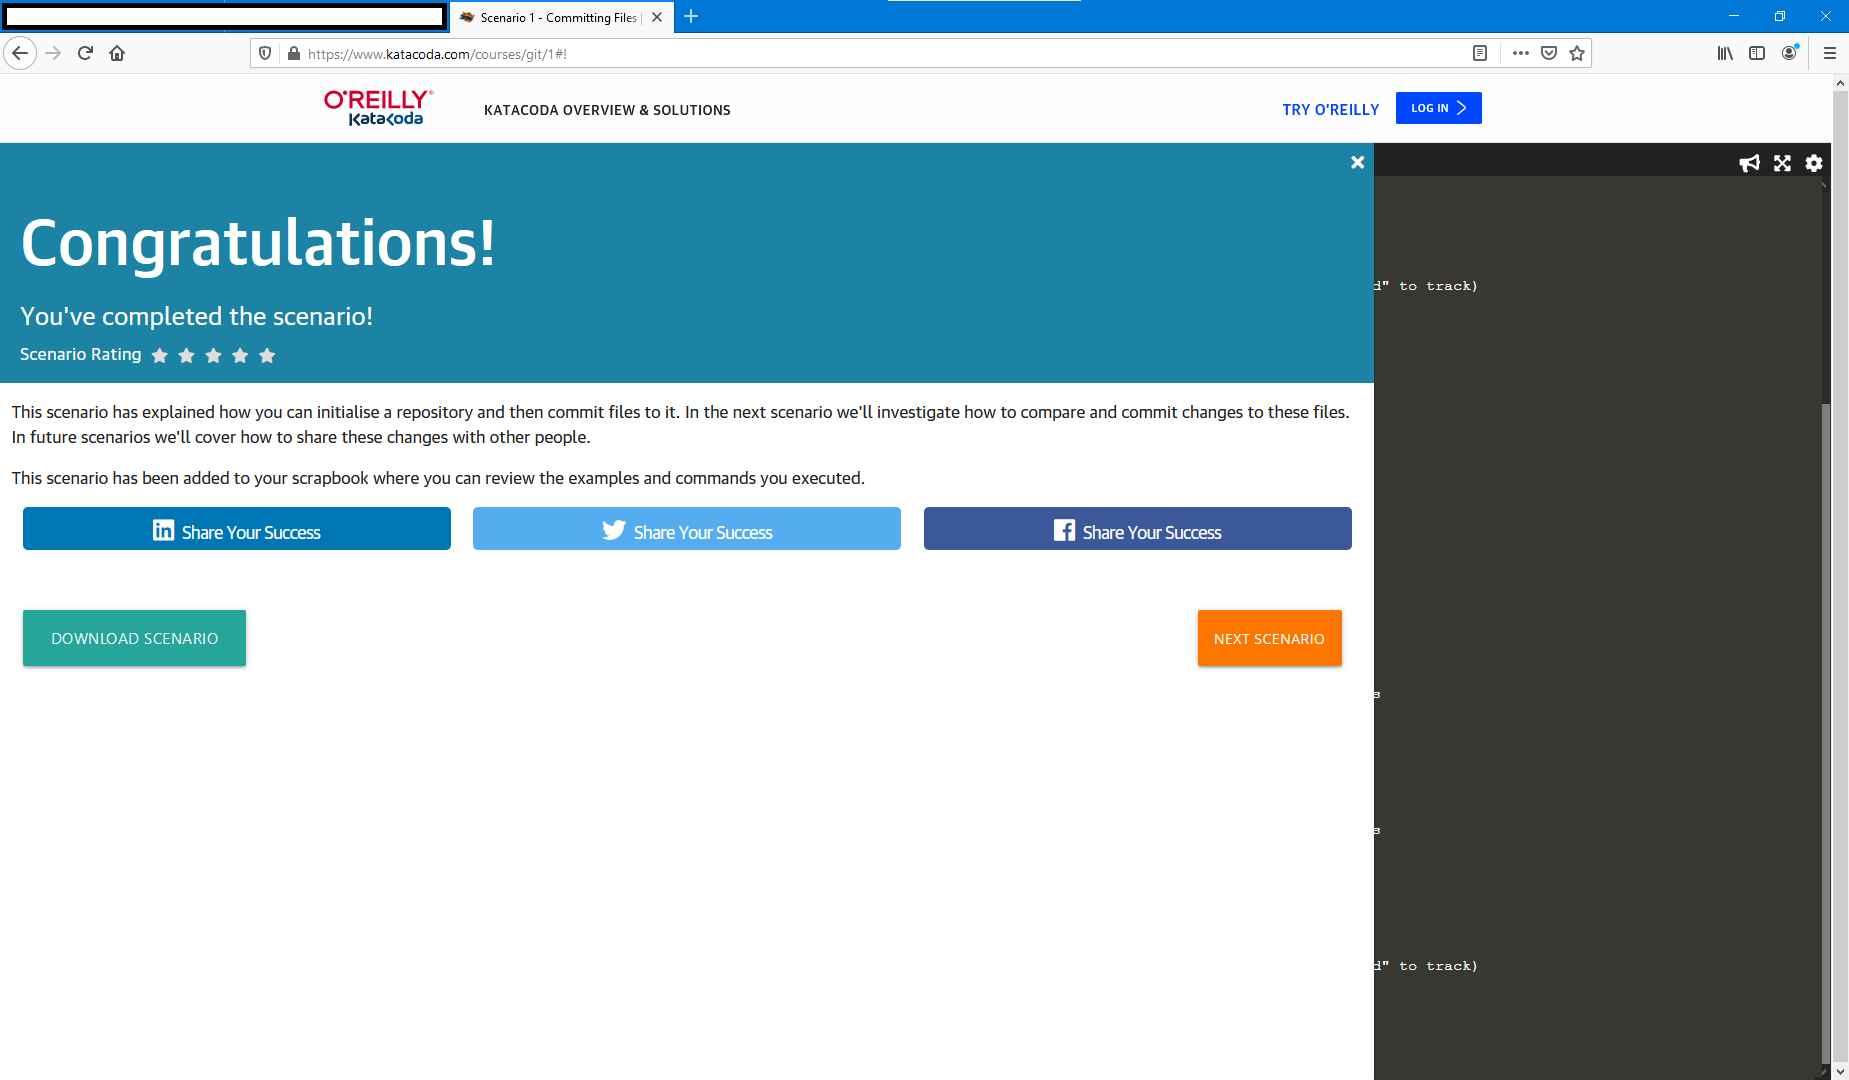 Scenario 1 - Committing Files |
https://www.katacoda.com/courses/git/1#!
O'REILLY®
KataKoda
KATACODA OVERVIEW & SOLUTIONS
TRY O'REILLY
LOG IN
Congratulations!
You've completed the scenario!
Scenario Rating
This scenario has explained how you can initialise a repository and then commit files to it. In the next scenario we'll investigate how to compare and commit changes to these files.
In future scenarios we'll cover how to share these changes with other people.
This scenario has been added to your scrapbook where you can review the examples and commands you executed.
Share Your Success
Share Your Success
Share Your Success
DOWNLOAD SCENARIO
NEXT SCENARIO
d" to track)
s
s
d" to track)